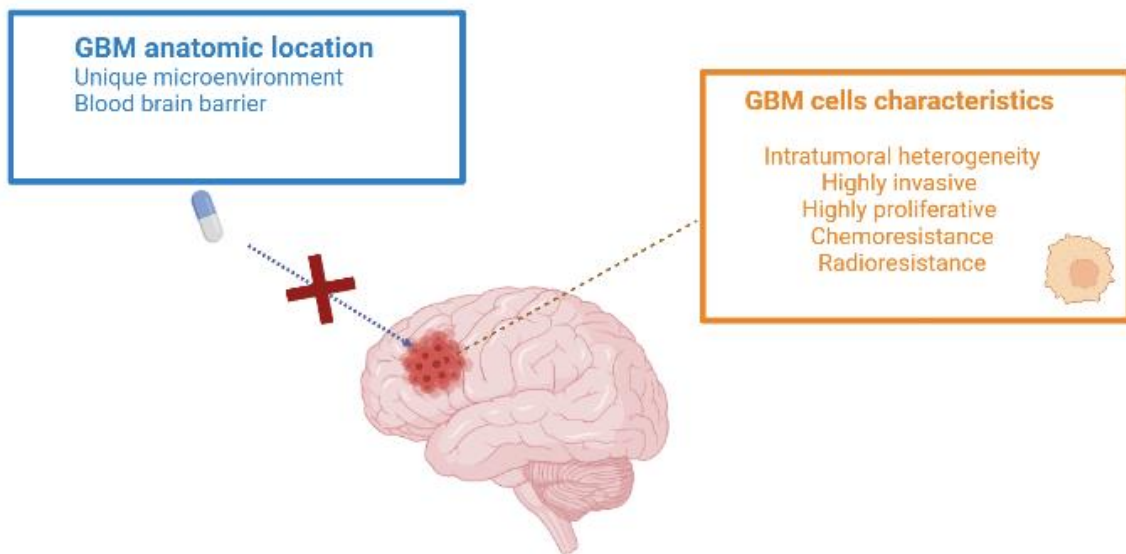 GBM anatomic location
Unique microenvironment
Blood brain barrier
GBM cells characteristics
Intratumoral heterogeneity
Highly invasive
Highly proliferative
Chemoresistance
Radioresistance